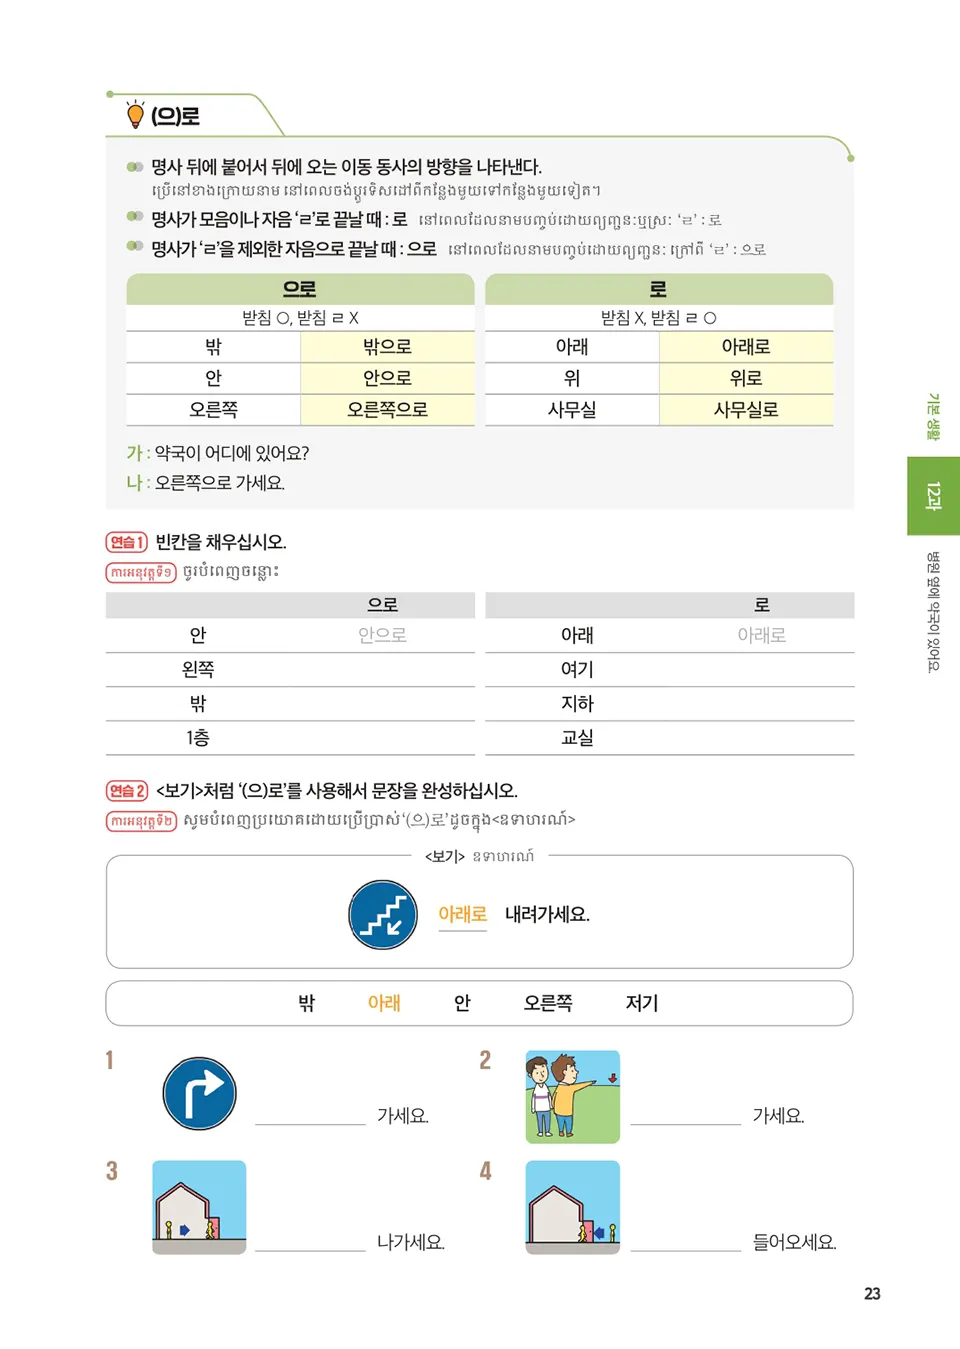 (으)로
명사 뒤에 붙어서 뒤에 오는 이동 동사의 방향을 나타낸다.
ប្រើនៅខាងក្រោយនាម នៅពេលចង់ប្តូរទិសដៅពីកន្លែងមួយទៅកន្លែងមួយទៀត។
명사가 모음이나 자음 ‘ㄹ’로 끝날 때 : 로 នៅពេលដែលនាមបញ្ចប់ដោយព្យញ្ជនៈឬស្រៈ ‘ㄹ’ : 로
명사가 ‘ㄹ’을 제외한 자음으로 끝날 때 : 으로 នៅពេលដែលនាមបញ្ចប់ដោយព្យញ្ជនៈ ក្រៅពី ‘ㄹ’ : 으로
으로 로
받침 ○, 받침 ㄹ X 받침 X, 받침 ㄹ ○
밖 밖으로 아래 아래로
안 안으로 위 위로
오른쪽 오른쪽으로 사무실 사무실로
가 : 약국이 어디에 있어요?
나 : 오른쪽으로 가세요.
연습 1 빈칸을 채우십시오.
ការអនុវត្តទី១ ចូរបំពេញចន្លោះ
으로 로
안 안으로 아래 아래로
왼쪽 여기
밖 지하
1층 교실
연습 2 <보기>처럼 ‘(으)로’를 사용해서 문장을 완성하십시오.
ការអនុវត្តទី២ សូមបំពេញប្រយោគដោយប្រើប្រាស់‘(으)로’ដូចក្នុង<ឧទាហរណ៍>
<보기> ឧទាហរណ៍
아래로 내려가세요.
밖 아래 안 오른쪽 저기
1 가세요.
2 가세요.
3 나가세요.
4 들어오세요.
기본 생활
12과
병원 옆에 약국이 있어요.
23